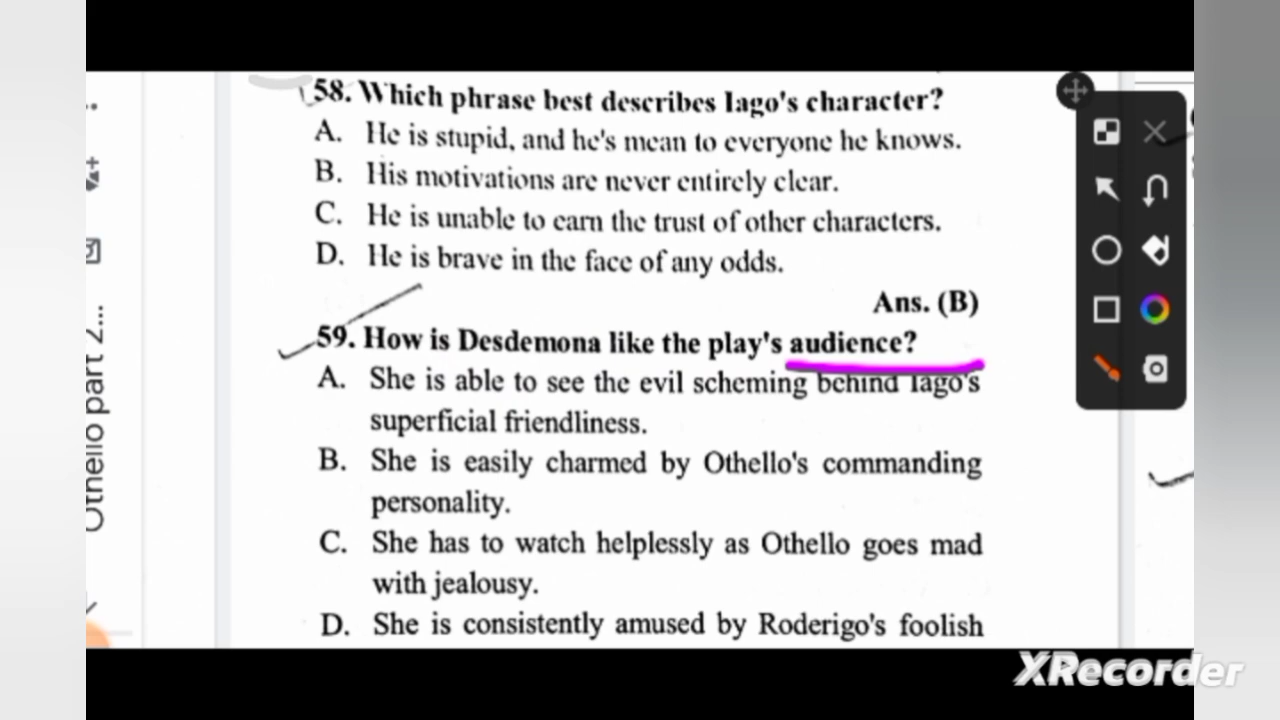 58. Which phrase best describes Iago's character?
A. He is stupid, and he's mean to everyone he knows.
B. His motivations are never entirely clear.
C. He is unable to earn the trust of other characters.
D. He is brave in the face of any odds.
Ans. (B)
59. How is Desdemona like the play's audience?
A. She is able to see the evil scheming behind Iago's
superficial friendliness.
B. She is easily charmed by Othello's commanding
personality.
C. She has to watch helplessly as Othello goes mad
with jealousy.
D. She is consistently amused by Roderigo's foolish
Othello part 2...
XRecorder